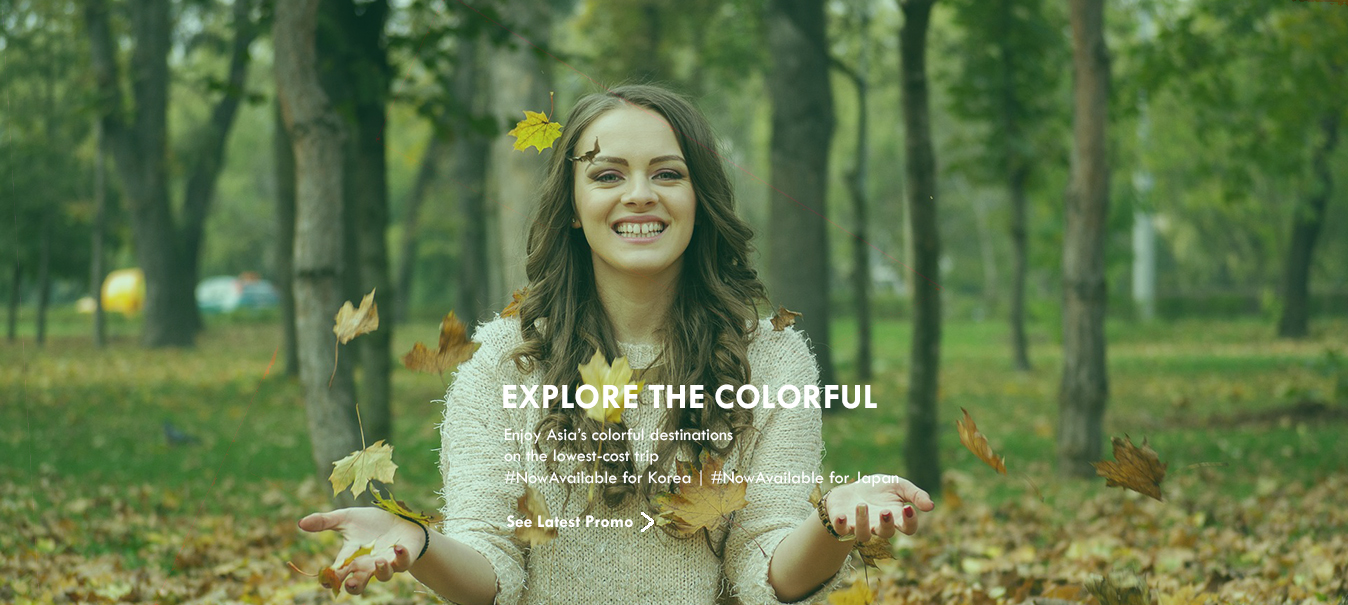 EXPLORE THE COLORFUL
Enjoy Asia's colorful destinations
on the lowest-cost trip
#NowAvailable for Korea | #NowAvailable for Japan
See Latest Promo